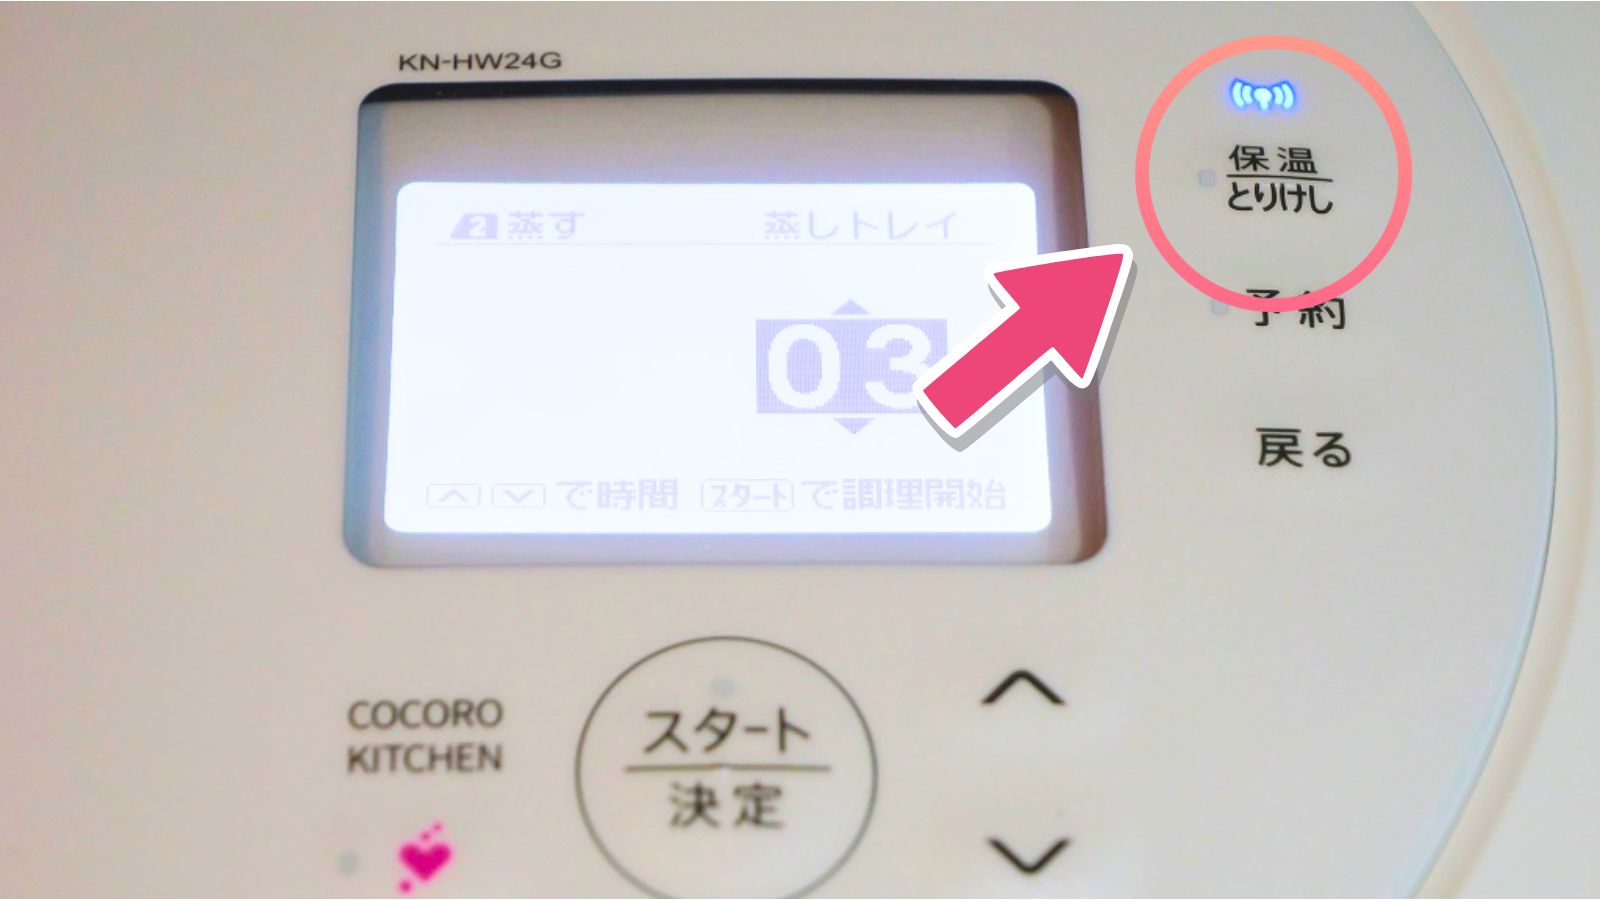 KN-HW24G
2 蒸す 蒸しトレイ
03
で時間 スタート で調理開始
保温
とりけし
予約
戻る
COCORO
KITCHEN
スタート
決定